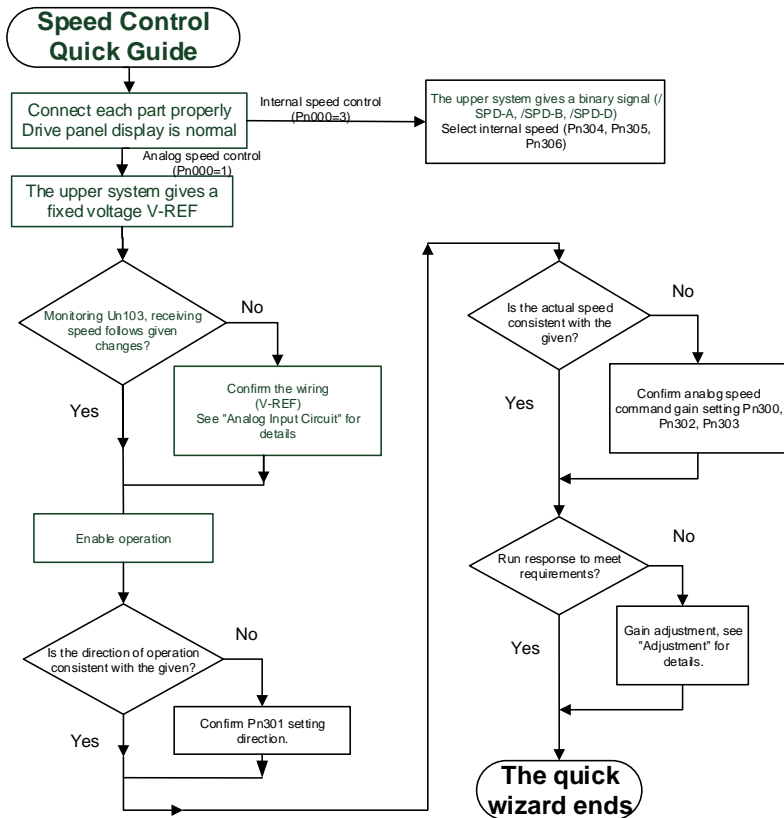 Speed Control
Quick Guide
Connect each part properly
Drive panel display is normal
Internal speed control
(Pn000=3)
The upper system gives a binary signal (/
SPD-A, /SPD-B, /SPD-D)
Select internal speed (Pn304, Pn305,
Pn306)
Analog speed control
(Pn000=1)
The upper system gives a
fixed voltage V-REF
Monitoring Un103, receiving
speed follows given
changes?
No
Yes
Confirm the wiring
(V-REF)
See "Analog Input Circuit" for
details
Enable operation
Is the direction of operation
consistent with the given?
No
Yes
Confirm Pn301 setting
direction.
Is the actual speed
consistent with the
given?
No
Yes
Confirm analog speed
command gain setting Pn300,
Pn302, Pn303
Run response to meet
requirements?
No
Yes
Gain adjustment, see
"Adjustment" for
details.
The quick
wizard ends